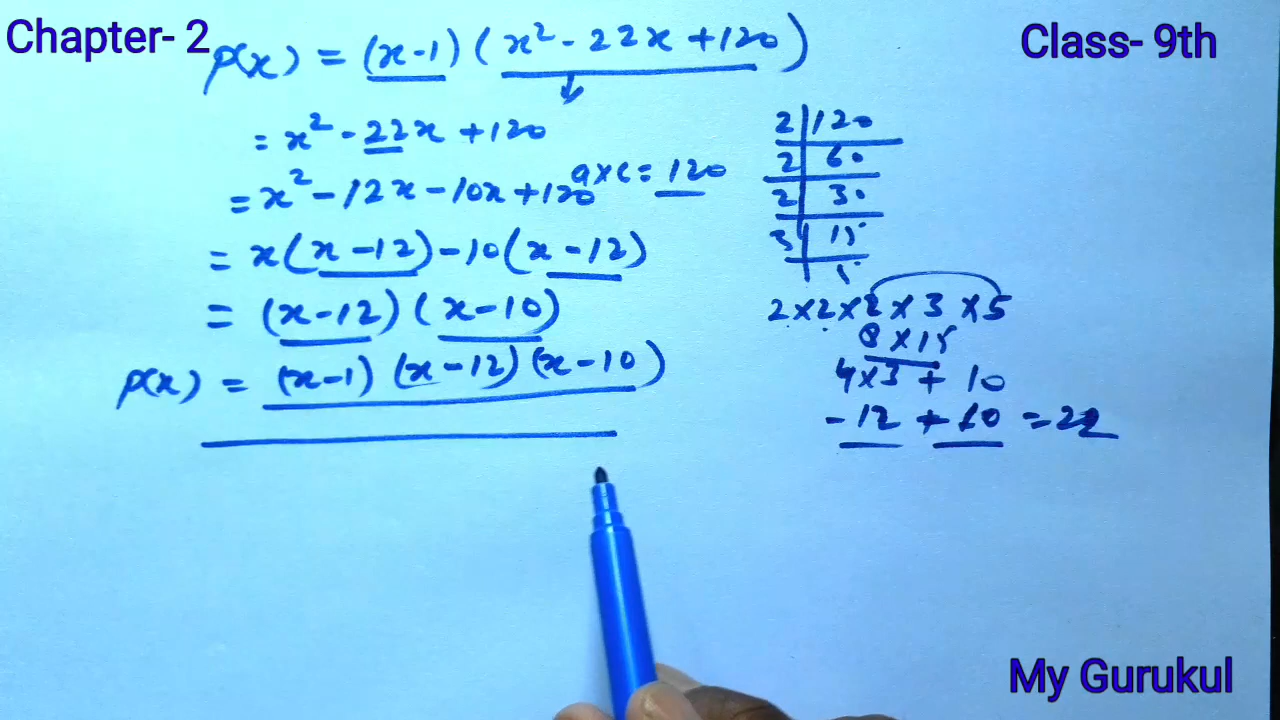 Chapter- 2
Class- 9th
p(x) = (x-1) (x² - 22x + 120)
= x² - 22x + 120
a×c = 120
= x² - 12x - 10x + 120
= x(x - 12) - 10(x - 12)
= (x - 12) (x - 10)
p(x) = (x-1) (x - 12) (x - 10)
2 | 120
2 | 60
2 | 30
3 | 15
5
2 × 2 × 2 × 3 × 5
8 × 15
4×3 + 10
- 12 + 10 = 22
My Gurukul